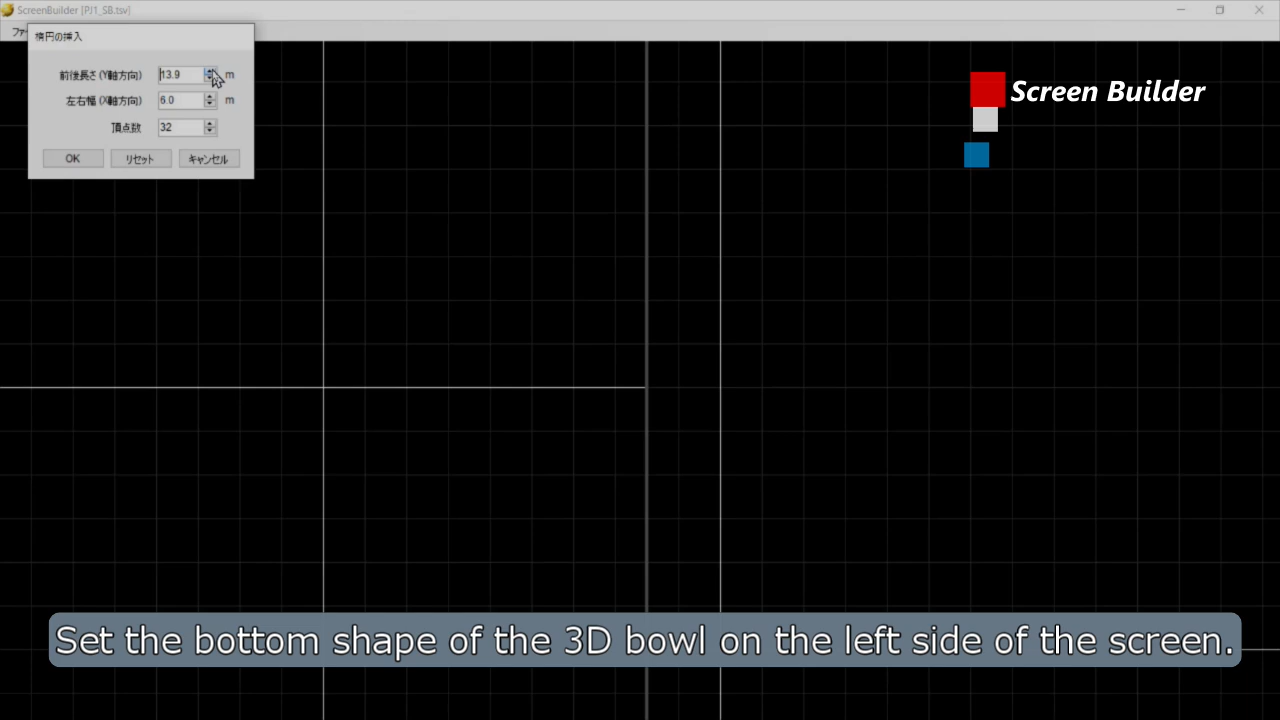 ScreenBuilder [PJ1_SB.tsv]
ファ
楕円の挿入
前後長さ(Y軸方向) 13.9 m
左右幅 (X軸方向) 6.0 m
頂点数 32
OK リセット キャンセル
Screen Builder
Set the bottom shape of the 3D bowl on the left side of the screen.